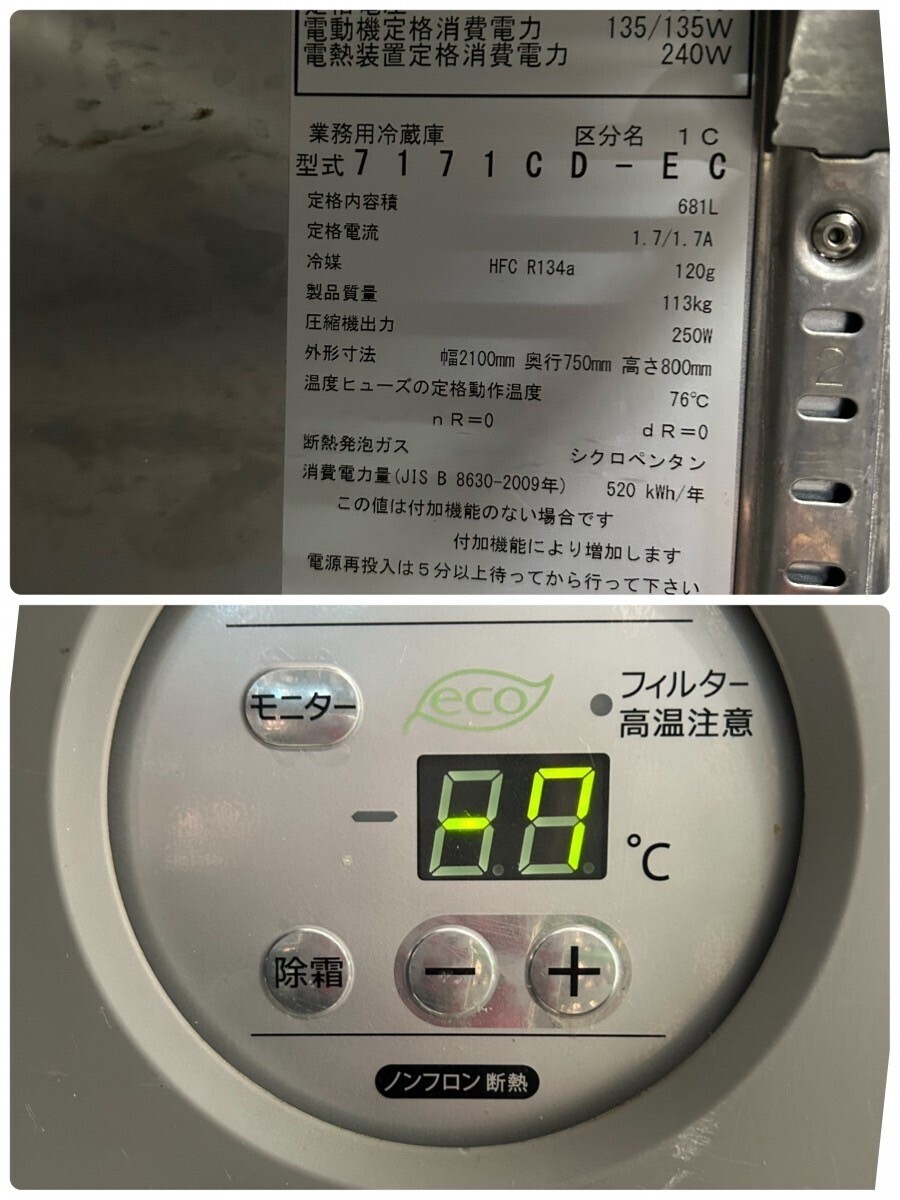 電動機定格消費電力 135/135W
電熱装置定格消費電力 240W
業務用冷蔵庫 区分名 1C
型式 7171CD-EC
定格内容積 681L
定格電流 1.7/1.7A
冷媒 HFC R134a 120g
製品質量 113kg
圧縮機出力 250W
外形寸法 幅2100mm 奥行750mm 高さ800mm
温度ヒューズの定格動作温度 76℃
nR=0 dR=0
断熱発泡ガス シクロペンタン
消費電力量(JIS B 8630-2009年) 520 kWh/年
この値は付加機能のない場合です
付加機能により増加します
電源再投入は5分以上待ってから行って下さい
2
モニター
eco
フィルター
高温注意
-7 ℃
除霜 － ＋
ノンフロン断熱